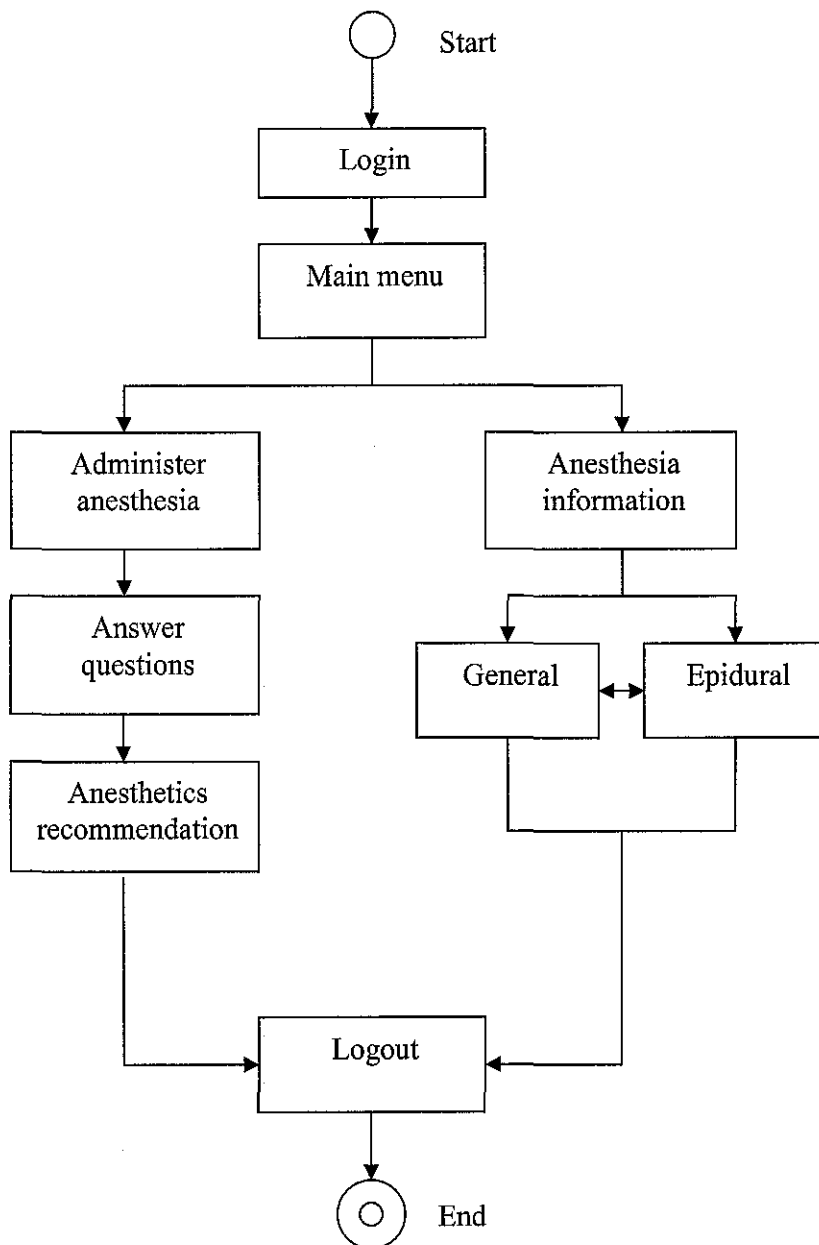 Start
Login
Main menu
Administer
anesthesia
Anesthesia
information
Answer
questions
General
Epidural
Anesthetics
recommendation
Logout
End